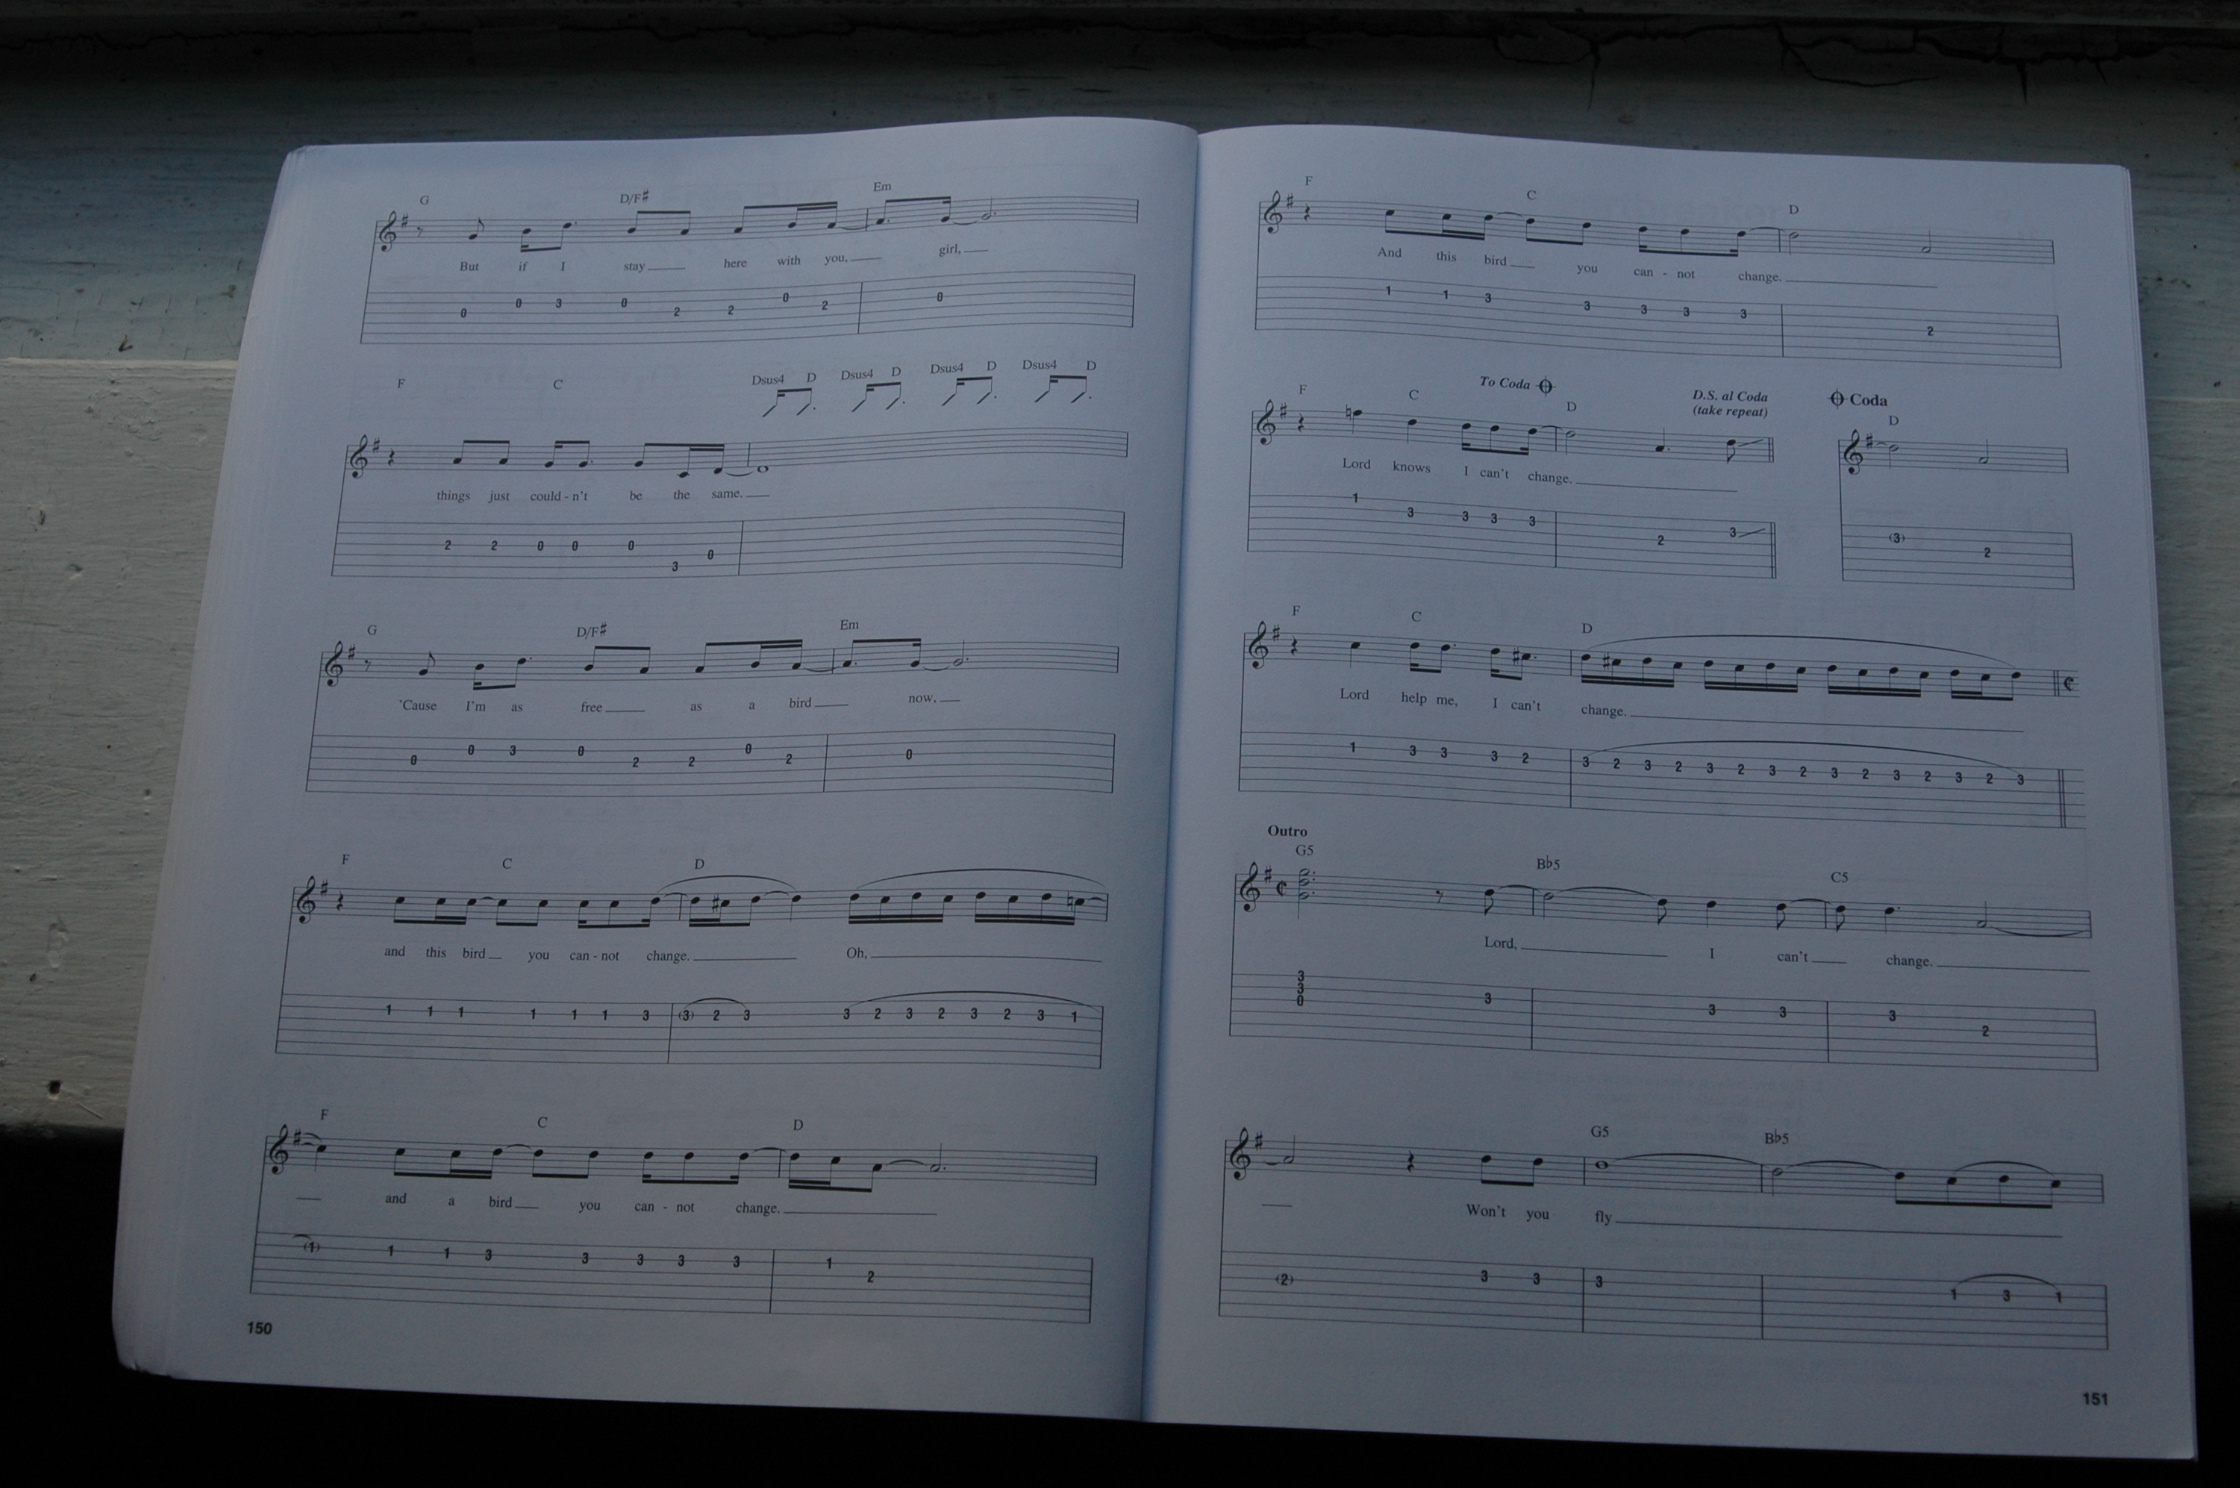 G D/F♯ Em
But if I stay here with you, girl,
0 0 3 0 2 2 0 2 0
F C Dsus4 D Dsus4 D Dsus4 D Dsus4 D
things just could - n't be the same.
2 2 0 0 0 3 0
G D/F♯ Em
'Cause I'm as free as a bird now,
0 0 3 0 2 2 0 2 0
F C D
and this bird you can - not change. Oh,
1 1 1 1 1 1 3 (3) 2 3 3 2 3 2 3 2 3 1
F C D
and a bird you can - not change.
(1) 1 1 3 3 3 3 3 1 2
150
F C D
And this bird you can - not change.
1 1 3 3 3 3 3 2
F C To Coda D D.S. al Coda (take repeat) Coda D
Lord knows I can't change.
1 3 3 3 3 2 3 (3) 2
F C D
Lord help me, I can't change.
1 3 3 3 2 3 2 3 2 3 2 3 2 3 2 3 2 3 2 3
Outro
G5 B♭5 C5
Lord, I can't change.
3 3 0 3 3 3 3 2
G5 B♭5
Won't you fly
(2) 3 3 3 1 3 1
151